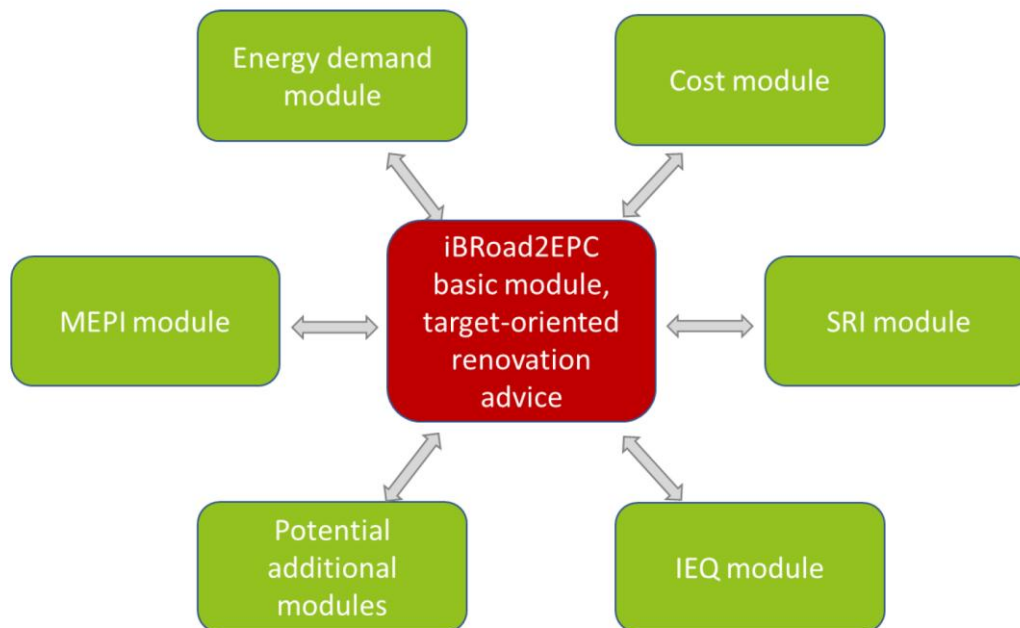 Energy demand
module
Cost module
iBRoad2EPC
basic module,
target-oriented
renovation
advice
MEPI module
SRI module
Potential
additional
modules
IEQ module